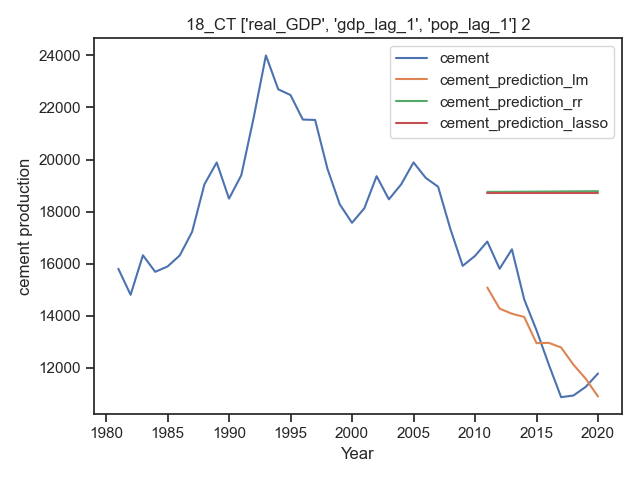 18_CT ['real_GDP', 'gdp_lag_1', 'pop_lag_1'] 2
cement
cement_prediction_lm
cement_prediction_rr
cement_prediction_lasso
24000
22000
20000
18000
16000
14000
12000
cement production
1980
1985
1990
1995
2000
2005
2010
2015
2020
Year